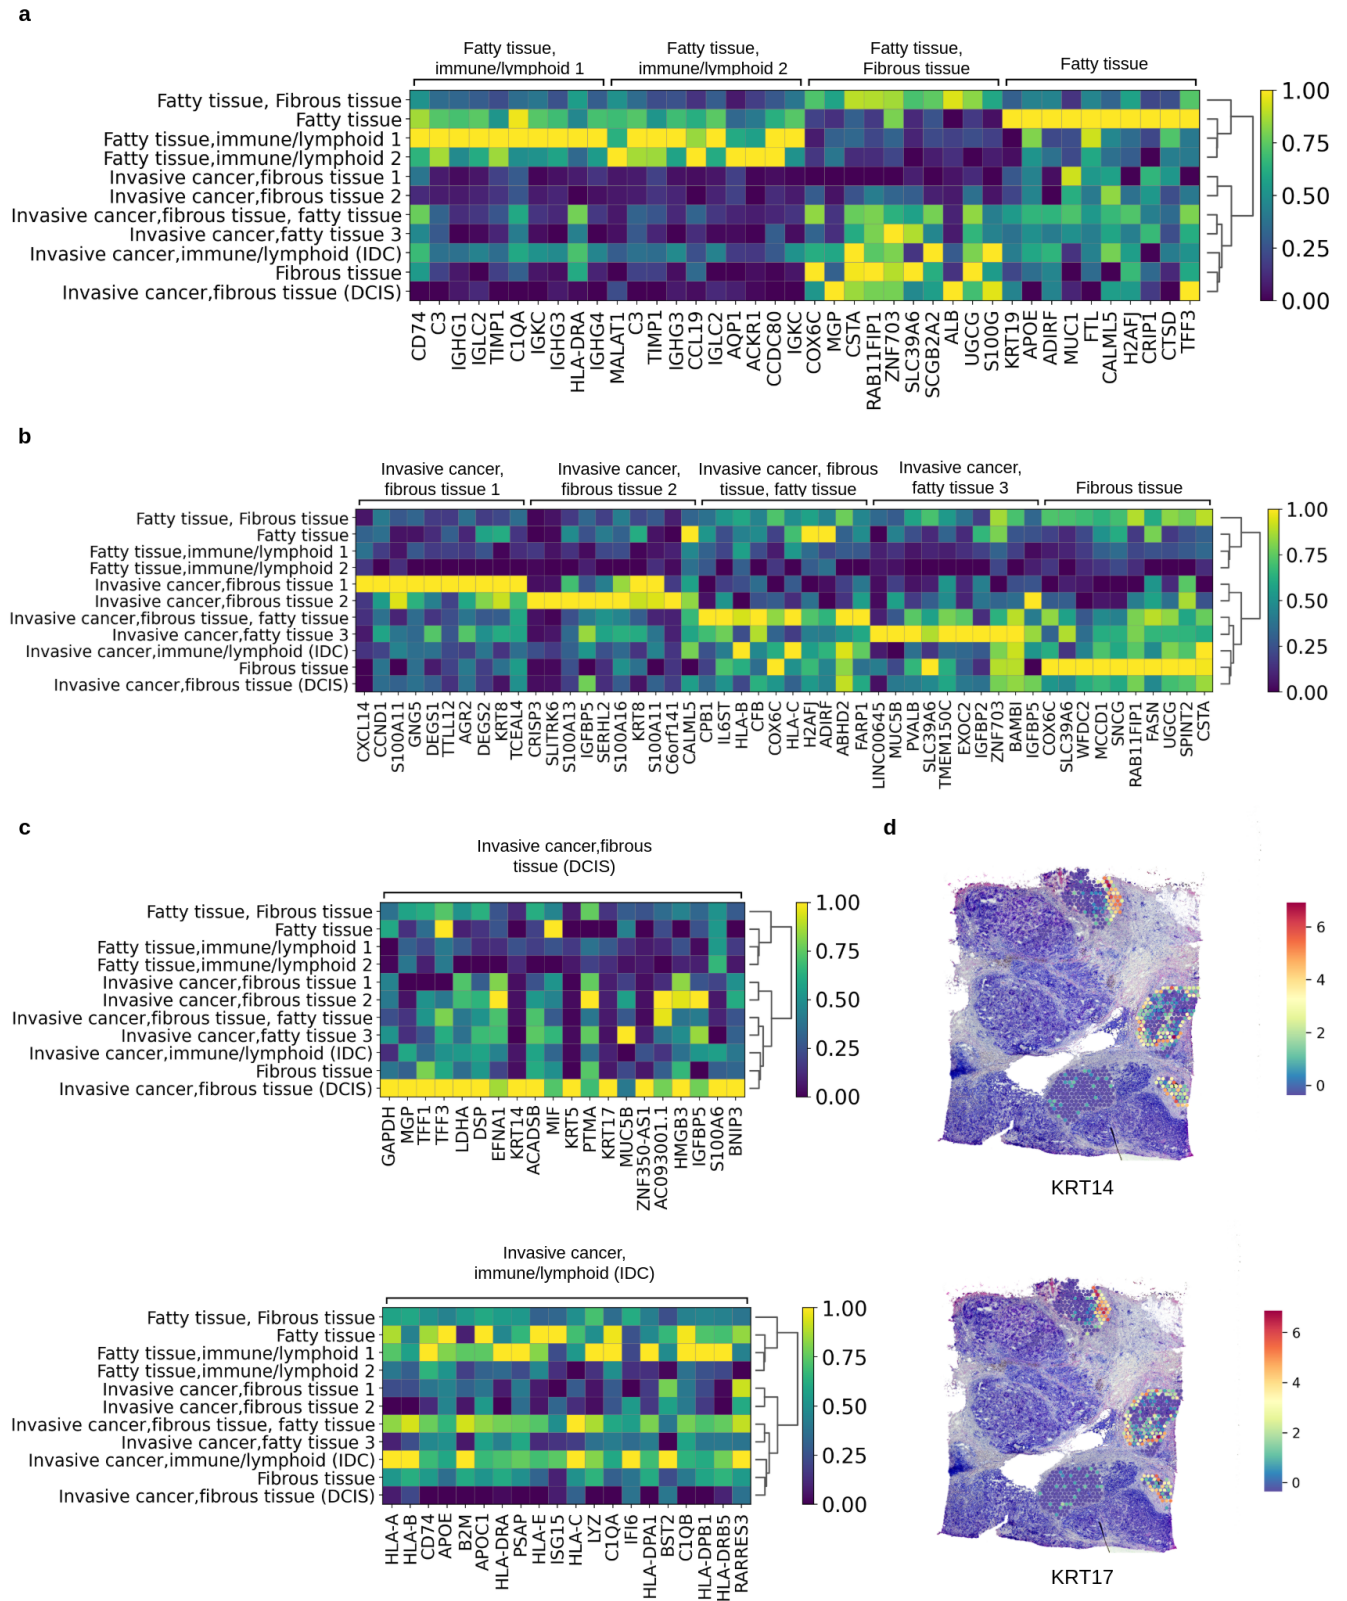 a
Fatty tissue,
immune/lymphoid 1
Fatty tissue,
immune/lymphoid 2
Fatty tissue,
Fibrous tissue
Fatty tissue
Fatty tissue, Fibrous tissue
Fatty tissue
Fatty tissue,immune/lymphoid 1
Fatty tissue,immune/lymphoid 2
Invasive cancer,fibrous tissue 1
Invasive cancer,fibrous tissue 2
Invasive cancer,fibrous tissue, fatty tissue
Invasive cancer,fatty tissue 3
Invasive cancer,immune/lymphoid (IDC)
Fibrous tissue
Invasive cancer,fibrous tissue (DCIS)
1.00
0.75
0.50
0.25
0.00
CD74
C3
IGHG1
IGLC2
TIMP1
C1QA
IGKC
IGHG3
HLA-DRA
IGHG4
MALAT1
C3
TIMP1
IGHG3
CCL19
IGLC2
AQP1
ACKR1
CCDC80
IGKC
COX6C
MGP
CSTA
RAB11FIP1
ZNF703
SLC39A6
SCGB2A2
ALB
UGCG
S100G
KRT19
APOE
ADIRF
MUC1
FTL
CALML5
H2AFJ
CRIP1
CTSD
TFF3
b
Invasive cancer,
fibrous tissue 1
Invasive cancer,
fibrous tissue 2
Invasive cancer, fibrous
tissue, fatty tissue
Invasive cancer,
fatty tissue 3
Fibrous tissue
Fatty tissue, Fibrous tissue
Fatty tissue
Fatty tissue,immune/lymphoid 1
Fatty tissue,immune/lymphoid 2
Invasive cancer,fibrous tissue 1
Invasive cancer,fibrous tissue 2
Invasive cancer,fibrous tissue, fatty tissue
Invasive cancer,fatty tissue 3
Invasive cancer,immune/lymphoid (IDC)
Fibrous tissue
Invasive cancer,fibrous tissue (DCIS)
1.00
0.75
0.50
0.25
0.00
CXCL14
CCND1
S100A11
GNG5
DEGS1
TTLL12
AGR2
DEGS2
KRT8
TCEAL4
CRISP3
SLITRK6
S100A13
IGFBP5
SERHL2
S100A16
KRT8
S100A11
C6orf141
CALML5
CPB1
IL6ST
HLA-B
CFB
COX6C
HLA-C
H2AFJ
ADIRF
ABHD2
FARP1
LINC00645
MUC5B
PVALB
SLC39A6
TMEM150C
EXOC2
IGFBP2
ZNF703
BAMBI
IGFBP5
COX6C
SLC39A6
WFDC2
MCCD1
SNCG
RAB11FIP1
FASN
UGCG
SPINT2
CSTA
c
Invasive cancer,fibrous
tissue (DCIS)
Fatty tissue, Fibrous tissue
Fatty tissue
Fatty tissue,immune/lymphoid 1
Fatty tissue,immune/lymphoid 2
Invasive cancer,fibrous tissue 1
Invasive cancer,fibrous tissue 2
Invasive cancer,fibrous tissue, fatty tissue
Invasive cancer,fatty tissue 3
Invasive cancer,immune/lymphoid (IDC)
Fibrous tissue
Invasive cancer,fibrous tissue (DCIS)
1.00
0.75
0.50
0.25
0.00
GAPDH
MGP
TFF1
TFF3
LDHA
DSP
EFNA1
KRT14
ACADSB
MIF
KRT5
PTMA
KRT17
MUC5B
ZNF350-AS1
AC093001.1
HMGB3
IGFBP5
S100A6
BNIP3
Invasive cancer,
immune/lymphoid (IDC)
Fatty tissue, Fibrous tissue
Fatty tissue
Fatty tissue,immune/lymphoid 1
Fatty tissue,immune/lymphoid 2
Invasive cancer,fibrous tissue 1
Invasive cancer,fibrous tissue 2
Invasive cancer,fibrous tissue, fatty tissue
Invasive cancer,fatty tissue 3
Invasive cancer,immune/lymphoid (IDC)
Fibrous tissue
Invasive cancer,fibrous tissue (DCIS)
1.00
0.75
0.50
0.25
0.00
HLA-A
HLA-B
CD74
APOE
B2M
APOC1
HLA-DRA
PSAP
HLA-E
ISG15
HLA-C
LYZ
C1QA
IFI6
HLA-DPA1
BST2
C1QB
HLA-DPB1
HLA-DRB5
RARRES3
d
6
4
2
0
KRT14
6
4
2
0
KRT17